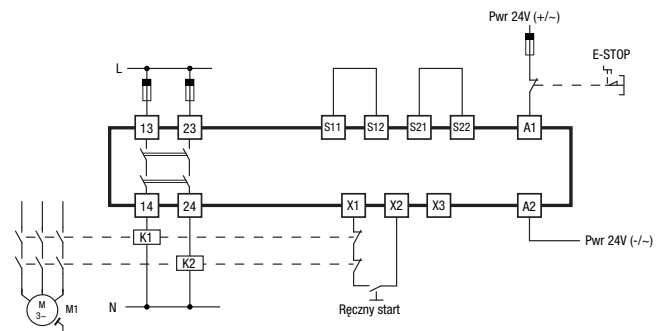 Pwr 24V (+/~)
E-STOP
L
13
23
S11
S12
S21
S22
A1
14
24
X1
X2
X3
A2
K1
K2
Pwr 24V (-/~)
M
3~
M1
N
Ręczny start